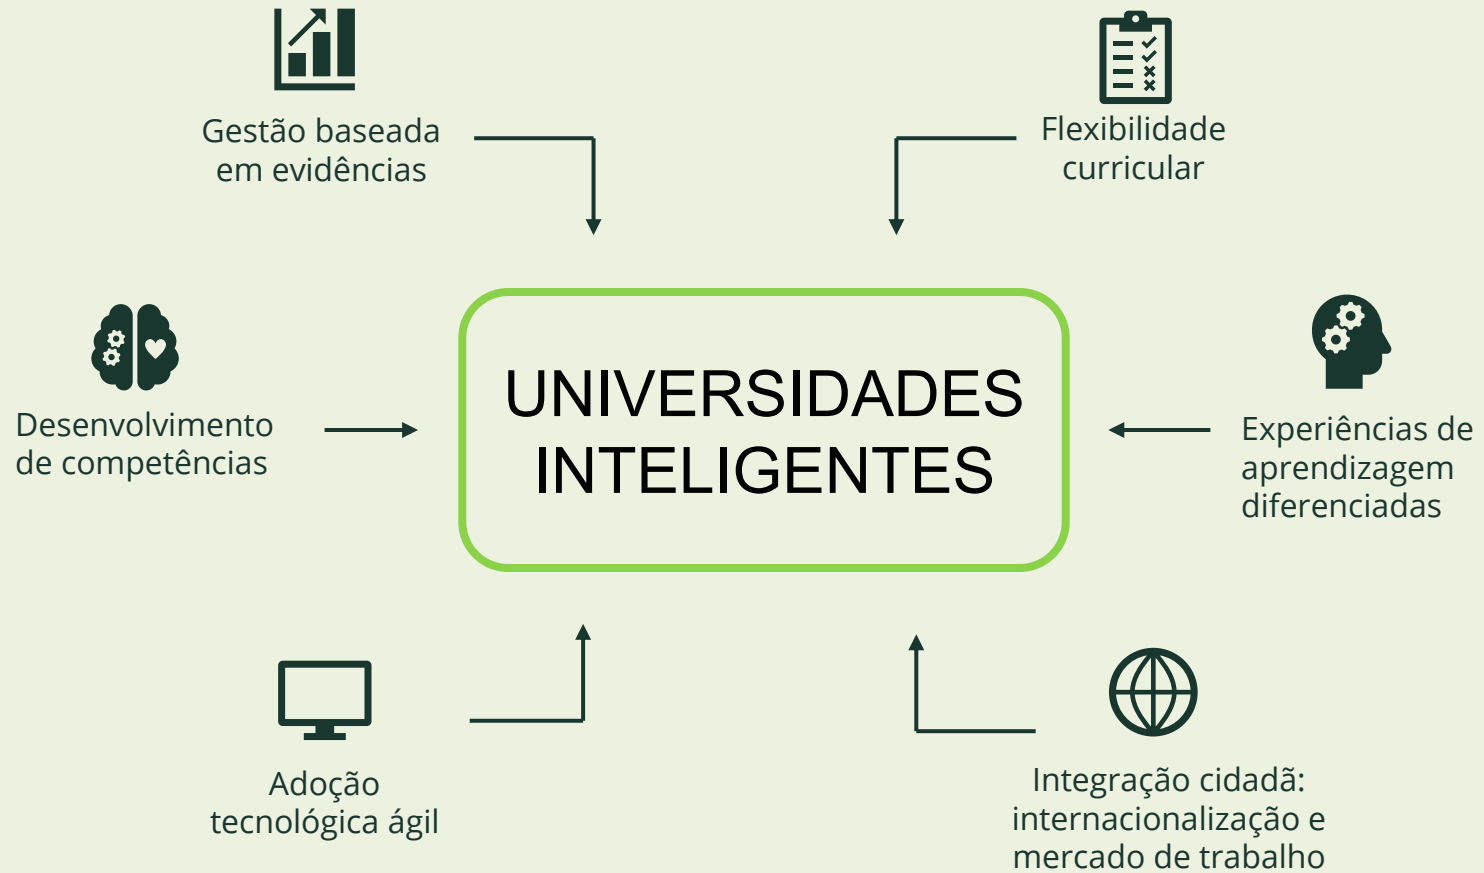 Gestão baseada
em evidências
Flexibilidade
curricular
UNIVERSIDADES
INTELIGENTES
Desenvolvimento
de competências
Experiências de
aprendizagem
diferenciadas
Adoção
tecnológica ágil
Integração cidadã:
internacionalização e
mercado de trabalho